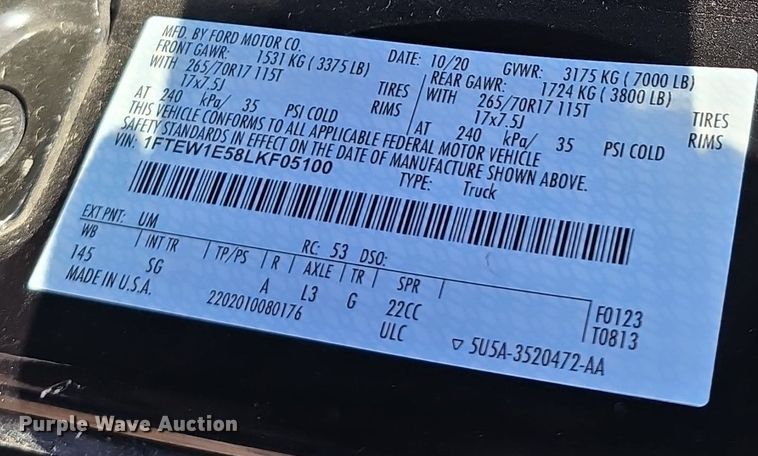 MFD. BY FORD MOTOR CO.
DATE: 10/20 GVWR: 3175 KG ( 7000 LB)
FRONT GAWR: 1531 KG ( 3375 LB) REAR GAWR: 1724 KG ( 3800 LB)
WITH 265/70R17 115T TIRES WITH 265/70R17 115T TIRES
17x7.5J RIMS 17x7.5J RIMS
AT 240 kPa/ 35 PSI COLD AT 240 kPa/ 35 PSI COLD
THIS VEHICLE CONFORMS TO ALL APPLICABLE FEDERAL MOTOR VEHICLE
SAFETY STANDARDS IN EFFECT ON THE DATE OF MANUFACTURE SHOWN ABOVE.
VIN: 1FTEW1E58LKF05100 TYPE: Truck
EXT PNT: UM RC: 53 DSO:
WB INT TR TP/PS R AXLE TR SPR
145 SG A L3 G 22CC F0123
MADE IN U.S.A. 2202010080176 ULC T0813
▽ 5U5A-3520472-AA
Purple Wave Auction